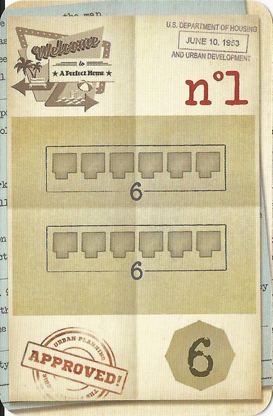 U.S. DEPARTMENT OF HOUSING
JUNE 10, 1953
AND URBAN DEVELOPMENT
Welcome
to
A Perfect Home
n°1
6
6
URBAN PLANNING
APPROVED!
6